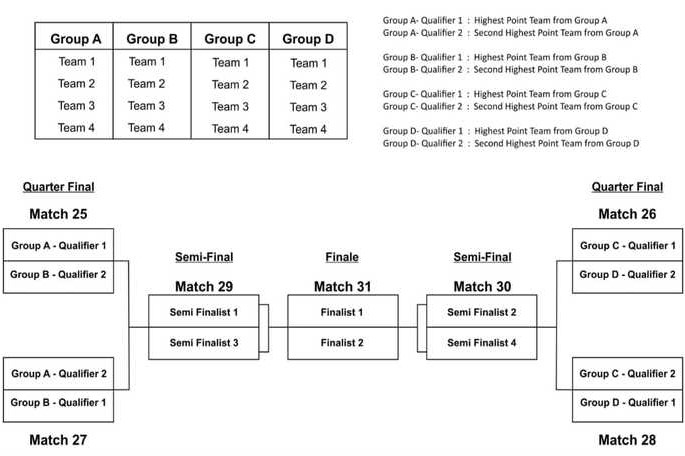 Group A Group B Group C Group D
Team 1 Team 1 Team 1 Team 1
Team 2 Team 2 Team 2 Team 2
Team 3 Team 3 Team 3 Team 3
Team 4 Team 4 Team 4 Team 4
Group A- Qualifier 1 : Highest Point Team from Group A
Group A- Qualifier 2 : Second Highest Point Team from Group A
Group B- Qualifier 1 : Highest Point Team from Group B
Group B- Qualifier 2 : Second Highest Point Team from Group B
Group C- Qualifier 1 : Highest Point Team from Group C
Group C- Qualifier 2 : Second Highest Point Team from Group C
Group D- Qualifier 1 : Highest Point Team from Group D
Group D- Qualifier 2 : Second Highest Point Team from Group D
Quarter Final
Match 25
Group A - Qualifier 1
Group B - Qualifier 2
Group A - Qualifier 2
Group B - Qualifier 1
Match 27
Semi-Final
Match 29
Semi Finalist 1
Semi Finalist 3
Finale
Match 31
Finalist 1
Finalist 2
Semi-Final
Match 30
Semi Finalist 2
Semi Finalist 4
Quarter Final
Match 26
Group C - Qualifier 1
Group D - Qualifier 2
Group C - Qualifier 2
Group D - Qualifier 1
Match 28